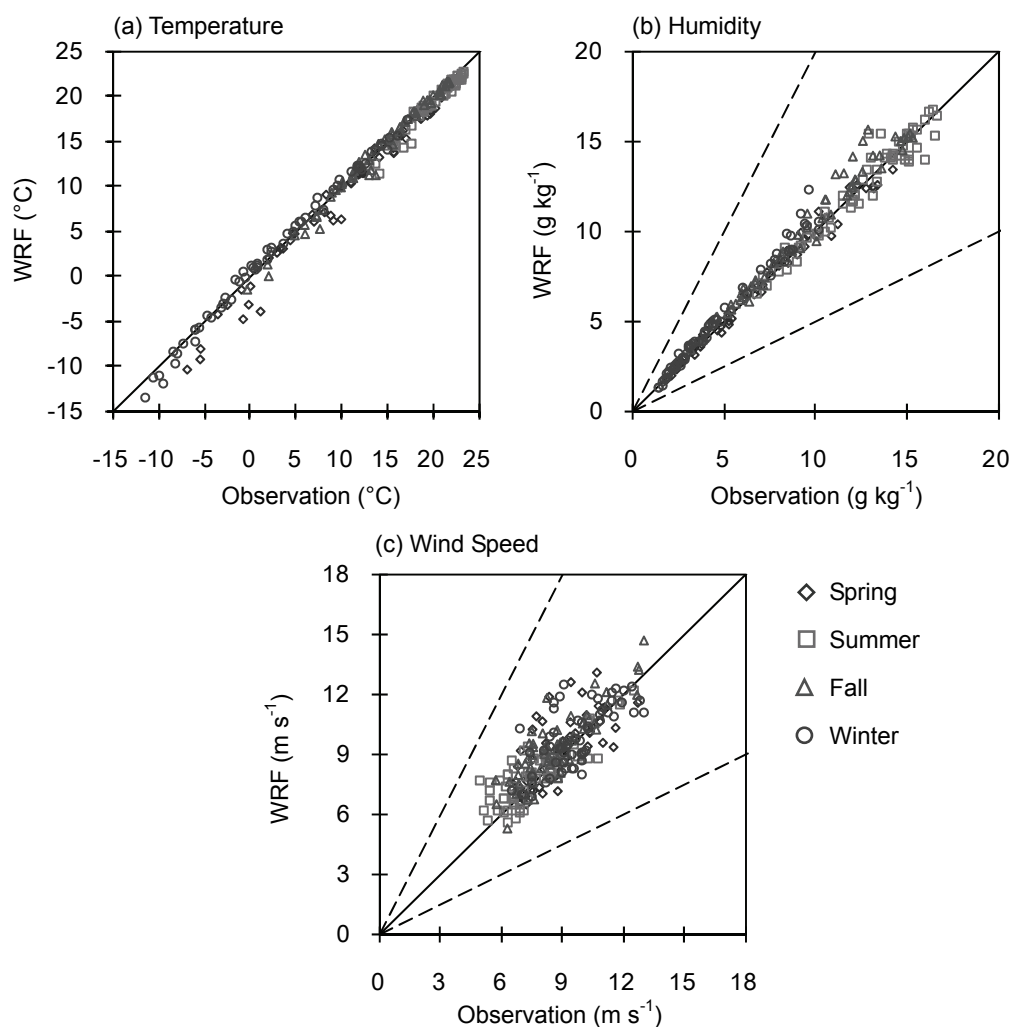 (a) Temperature
25
20
15
10
5
0
-5
-10
-15
WRF (°C)
-15 -10 -5 0 5 10 15 20 25
Observation (°C)
(b) Humidity
20
15
10
5
0
WRF (g kg⁻¹)
0 5 10 15 20
Observation (g kg⁻¹)
(c) Wind Speed
18
15
12
9
6
3
0
WRF (m s⁻¹)
0 3 6 9 12 15 18
Observation (m s⁻¹)
Spring
Summer
Fall
Winter